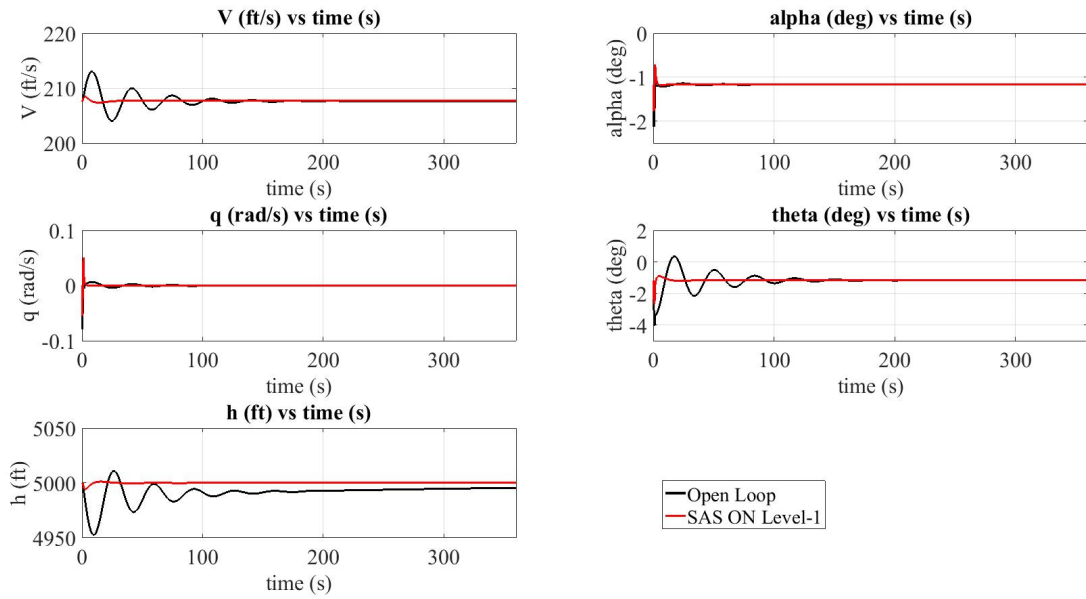 V (ft/s) vs time (s)
220
210
200
V (ft/s)
0 100 200 300
time (s)
alpha (deg) vs time (s)
0
-1
-2
alpha (deg)
0 100 200 300
time (s)
q (rad/s) vs time (s)
0.1
0
-0.1
q (rad/s)
0 100 200 300
time (s)
theta (deg) vs time (s)
2
0
-2
-4
theta (deg)
0 100 200 300
time (s)
h (ft) vs time (s)
5050
5000
4950
h (ft)
0 100 200 300
time (s)
Open Loop
SAS ON Level-1